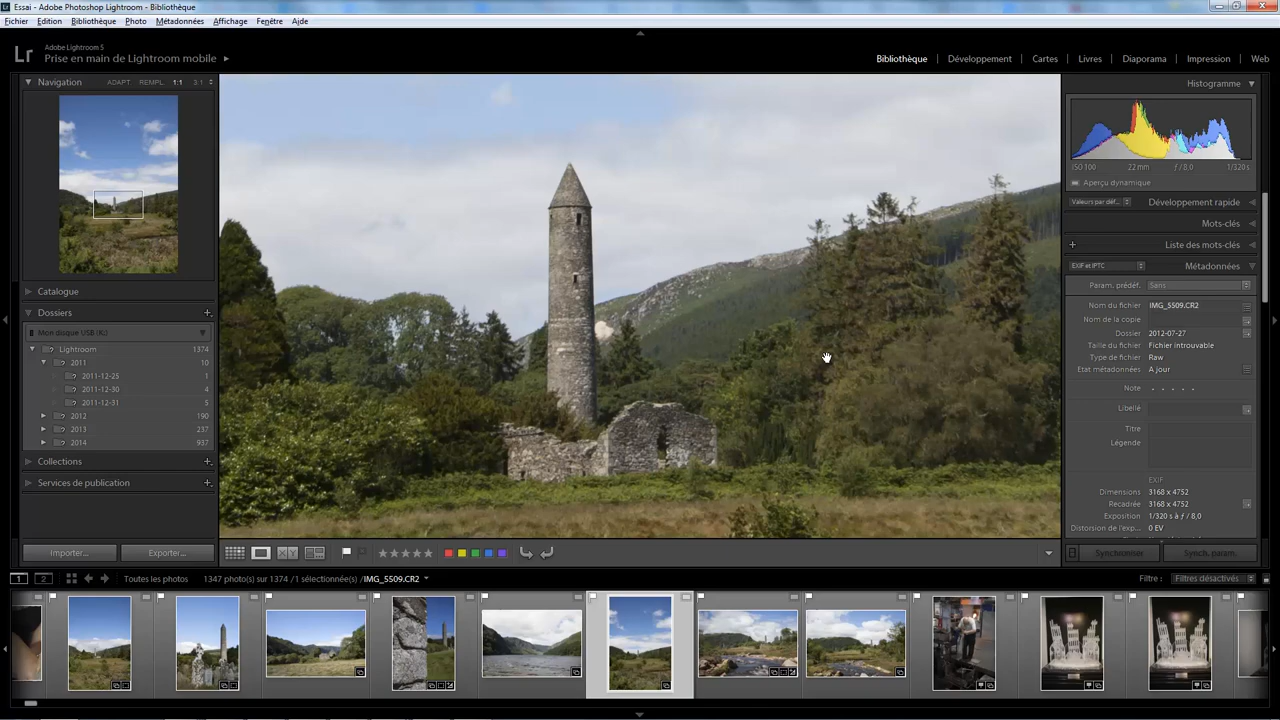 Essai - Adobe Photoshop Lightroom - Bibliothèque
Fichier Edition Bibliothèque Photo Métadonnées Affichage Fenêtre Aide
Lr
Adobe Lightroom 5
Prise en main de Lightroom mobile
Bibliothèque | Développement | Cartes | Livres | Diaporama | Impression | Web
Navigation ADAPT. REMPL. 1:1 3:1
Catalogue
Dossiers
Mon disque USB (K:)
Lightroom 1374
2011 10
2011-12-25 1
2011-12-30 4
2011-12-31 5
2012 190
2013 237
2014 937
Collections
Services de publication
Importer... Exporter...
Histogramme
ISO 100 22 mm ƒ / 8,0 1/320 s
Aperçu dynamique
Valeurs par déf... Développement rapide
Mots-clés
Liste des mots-clés
EXIF et IPTC Métadonnées
Param. prédéf. Sans
Nom du fichier IMG_5509.CR2
Nom de la copie
Dossier 2012-07-27
Taille du fichier Fichier introuvable
Type de fichier Raw
Etat métadonnées A jour
Note
Libellé
Titre
Légende
EXIF
Dimensions 3168 x 4752
Recadrée 3168 x 4752
Exposition 1/320 s à ƒ / 8,0
Distorsion de l'exp... 0 EV
Synchroniser Synch. param.
1 2 Toutes les photos 1347 photo(s) sur 1374 / 1 sélectionnée(s) / IMG_5509.CR2
Filtre : Filtres désactivés